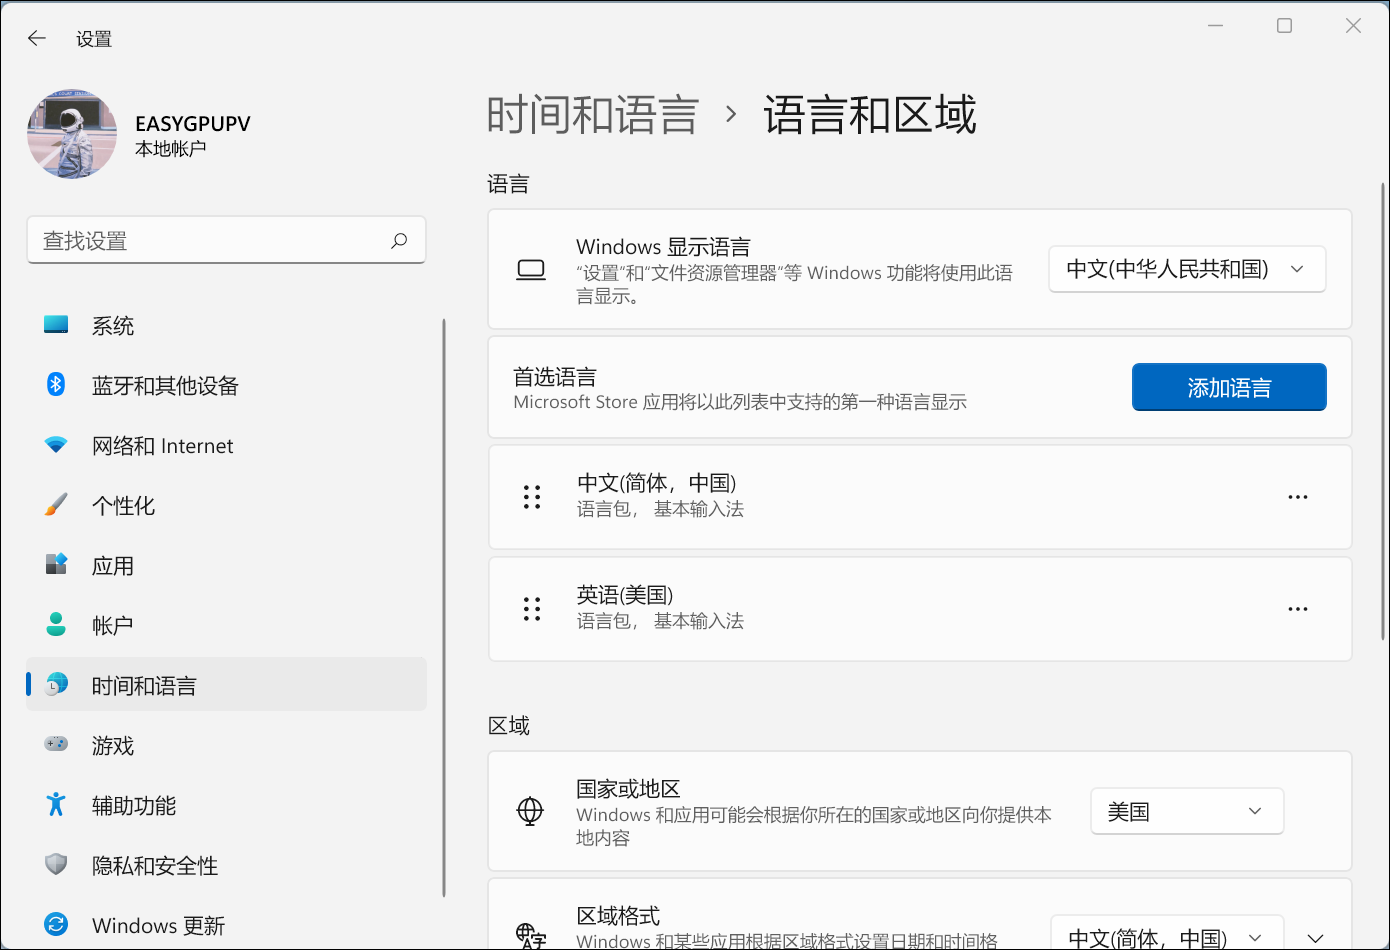 设置
EASYGPUPV
本地帐户
查找设置
系统
蓝牙和其他设备
网络和 Internet
个性化
应用
帐户
时间和语言
游戏
辅助功能
隐私和安全性
Windows 更新
时间和语言 › 语言和区域
语言
Windows 显示语言
“设置”和“文件资源管理器”等 Windows 功能将使用此语
言显示。
中文(中华人民共和国)
首选语言
Microsoft Store 应用将以此列表中支持的第一种语言显示
添加语言
中文(简体，中国)
语言包， 基本输入法
英语(美国)
语言包， 基本输入法
区域
国家或地区
Windows 和应用可能会根据你所在的国家或地区向你提供本
地内容
美国
区域格式
Windows 和某些应用根据区域格式设置日期和时间格
中文(简体，中国)